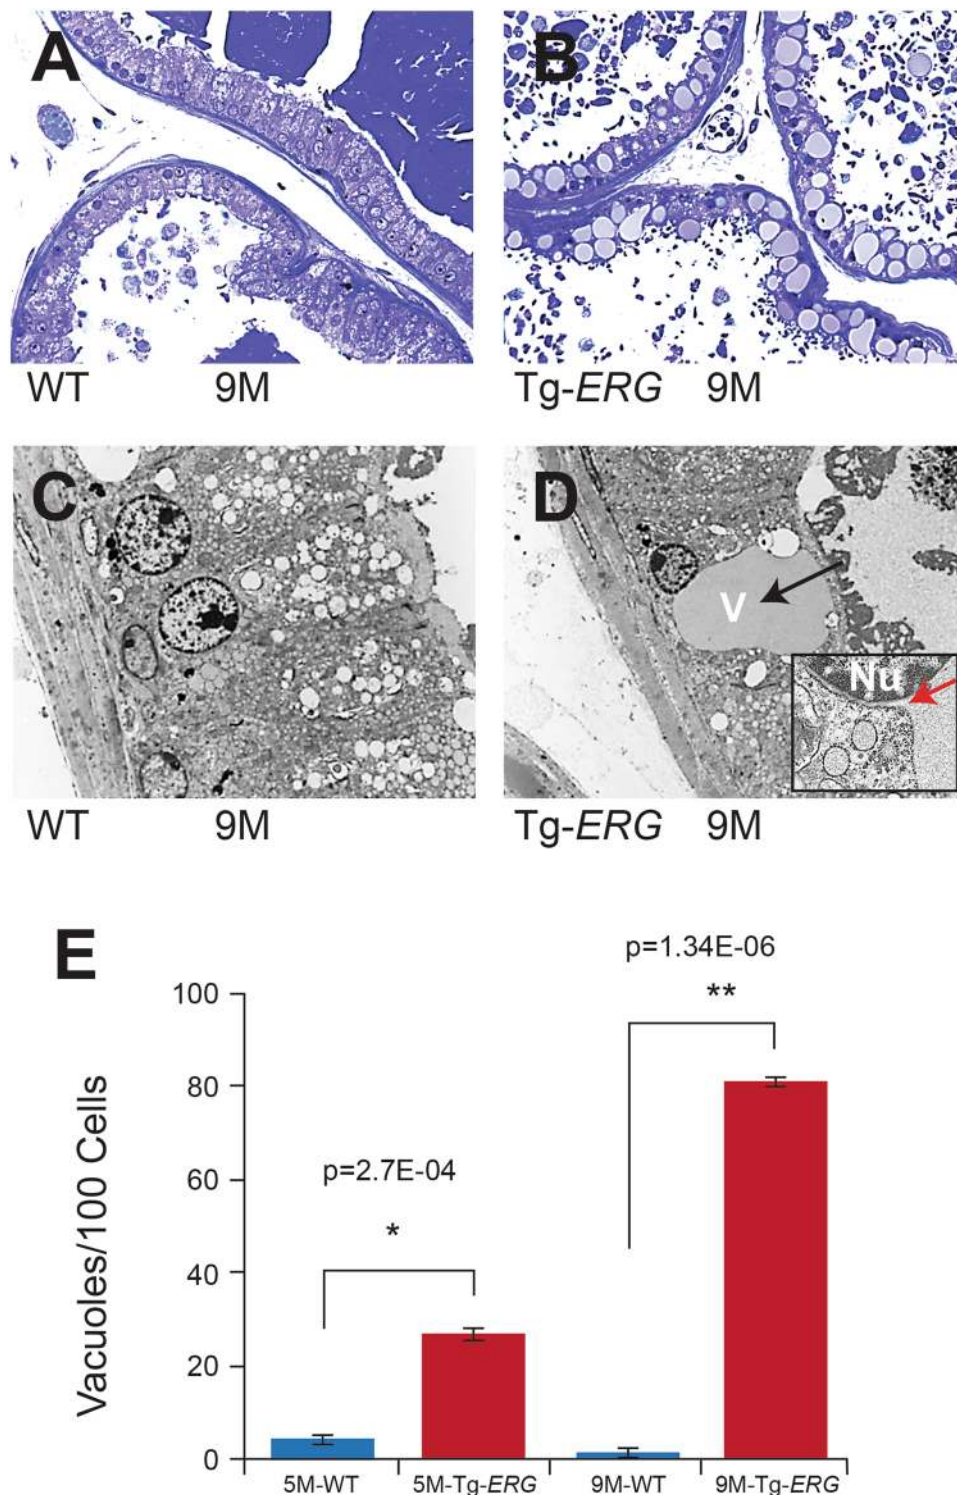 A
B
WT 9M
Tg-ERG 9M
C
D
V
Nu
WT 9M
Tg-ERG 9M
E
p=1.34E-06
**
p=2.7E-04
*
Vacuoles/100 Cells
100
80
60
40
20
0
5M-WT 5M-Tg-ERG 9M-WT 9M-Tg-ERG